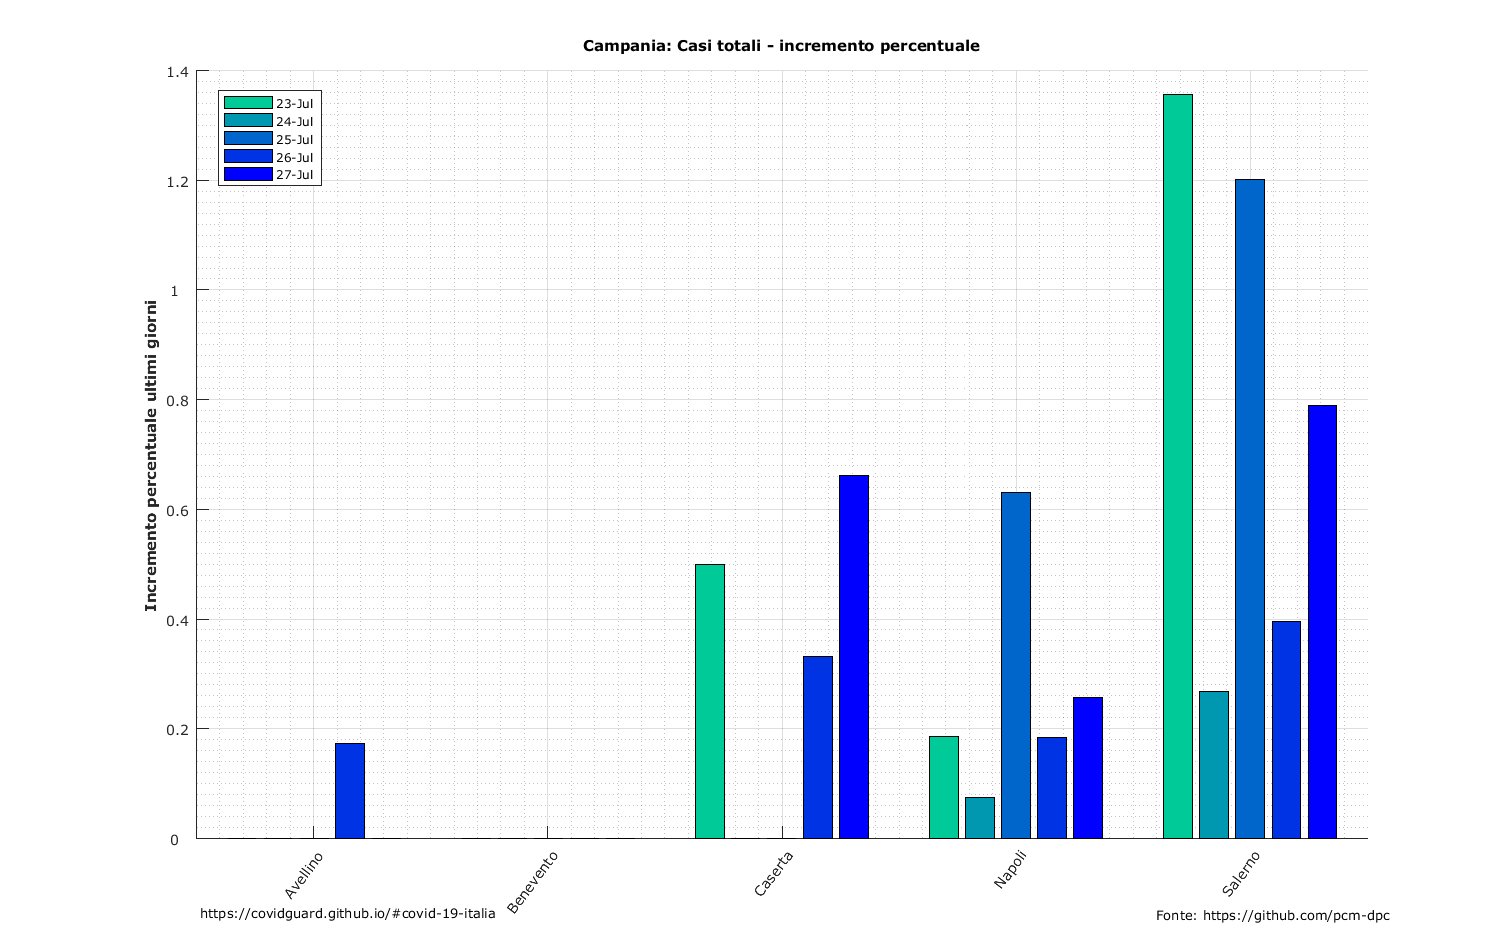 Campania: Casi totali - incremento percentuale
1.4
1.2
1
0.8
0.6
0.4
0.2
0
Incremento percentuale ultimi giorni
23-Jul
24-Jul
25-Jul
26-Jul
27-Jul
Avellino
Benevento
Caserta
Napoli
Salerno
https://covidguard.github.io/#covid-19-italia
Fonte: https://github.com/pcm-dpc